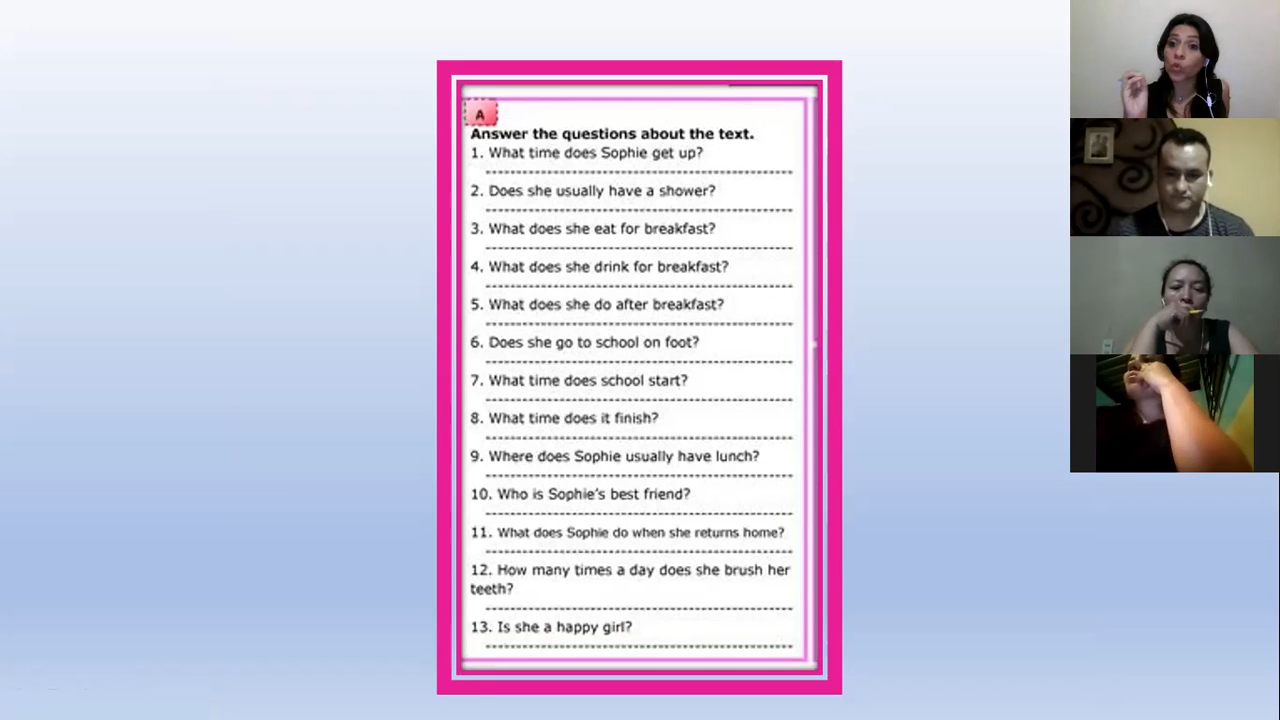 A
Answer the questions about the text.
1. What time does Sophie get up?
2. Does she usually have a shower?
3. What does she eat for breakfast?
4. What does she drink for breakfast?
5. What does she do after breakfast?
6. Does she go to school on foot?
7. What time does school start?
8. What time does it finish?
9. Where does Sophie usually have lunch?
10. Who is Sophie's best friend?
11. What does Sophie do when she returns home?
12. How many times a day does she brush her
teeth?
13. Is she a happy girl?